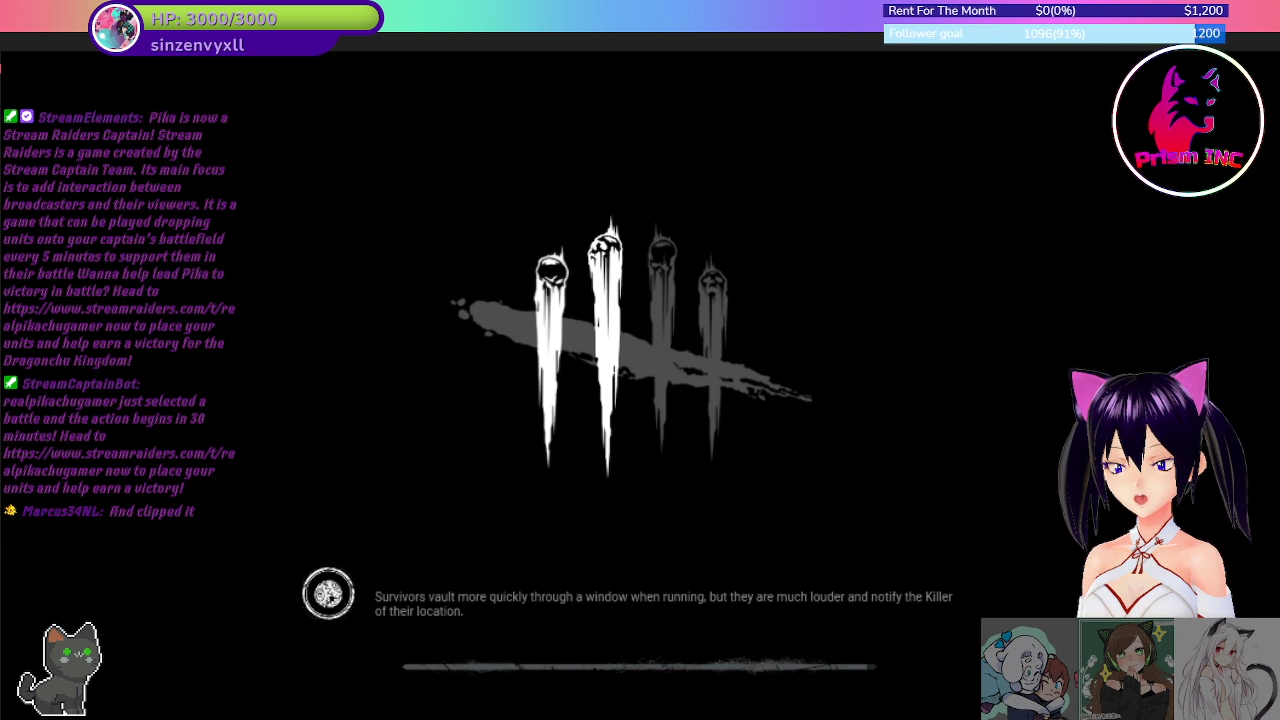 HP: 3000/3000
sinzenvyxll
Rent For The Month $0(0%) $1,200
Follower goal 1096(91%) 1200
Prism INC
StreamElements: Pika is now a
Stream Raiders Captain! Stream
Raiders is a game created by the
Stream Captain Team. Its main focus
is to add interaction between
broadcasters and their viewers. It is a
game that can be played dropping
units onto your captain's battlefield
every 5 minutes to support them in
their battle Wanna help lead Pika to
victory in battle? Head to
https://www.streamraiders.com/t/re
alpikachugamer now to place your
units and help earn a victory for the
Dragonchu Kingdom!
StreamCaptainBot:
realpikachugamer just selected a
battle and the action begins in 30
minutes! Head to
https://www.streamraiders.com/t/re
alpikachugamer now to place your
units and help earn a victory!
Marcus34NL: And clipped it
Survivors vault more quickly through a window when running, but they are much louder and notify the Killer
of their location.